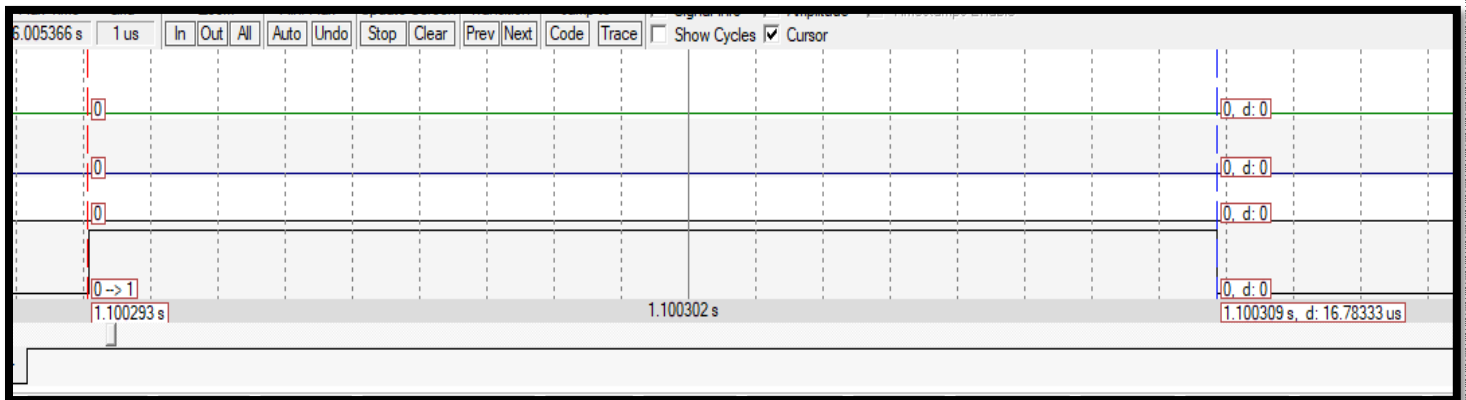 6.005366 s 1 us In Out All Auto Undo Stop Clear Prev Next Code Trace Show Cycles Cursor
0 0, d: 0
0 0, d: 0
0 0, d: 0
0 --> 1 0, d: 0
1.100293 s 1.100302 s 1.100309 s, d: 16.78333 us